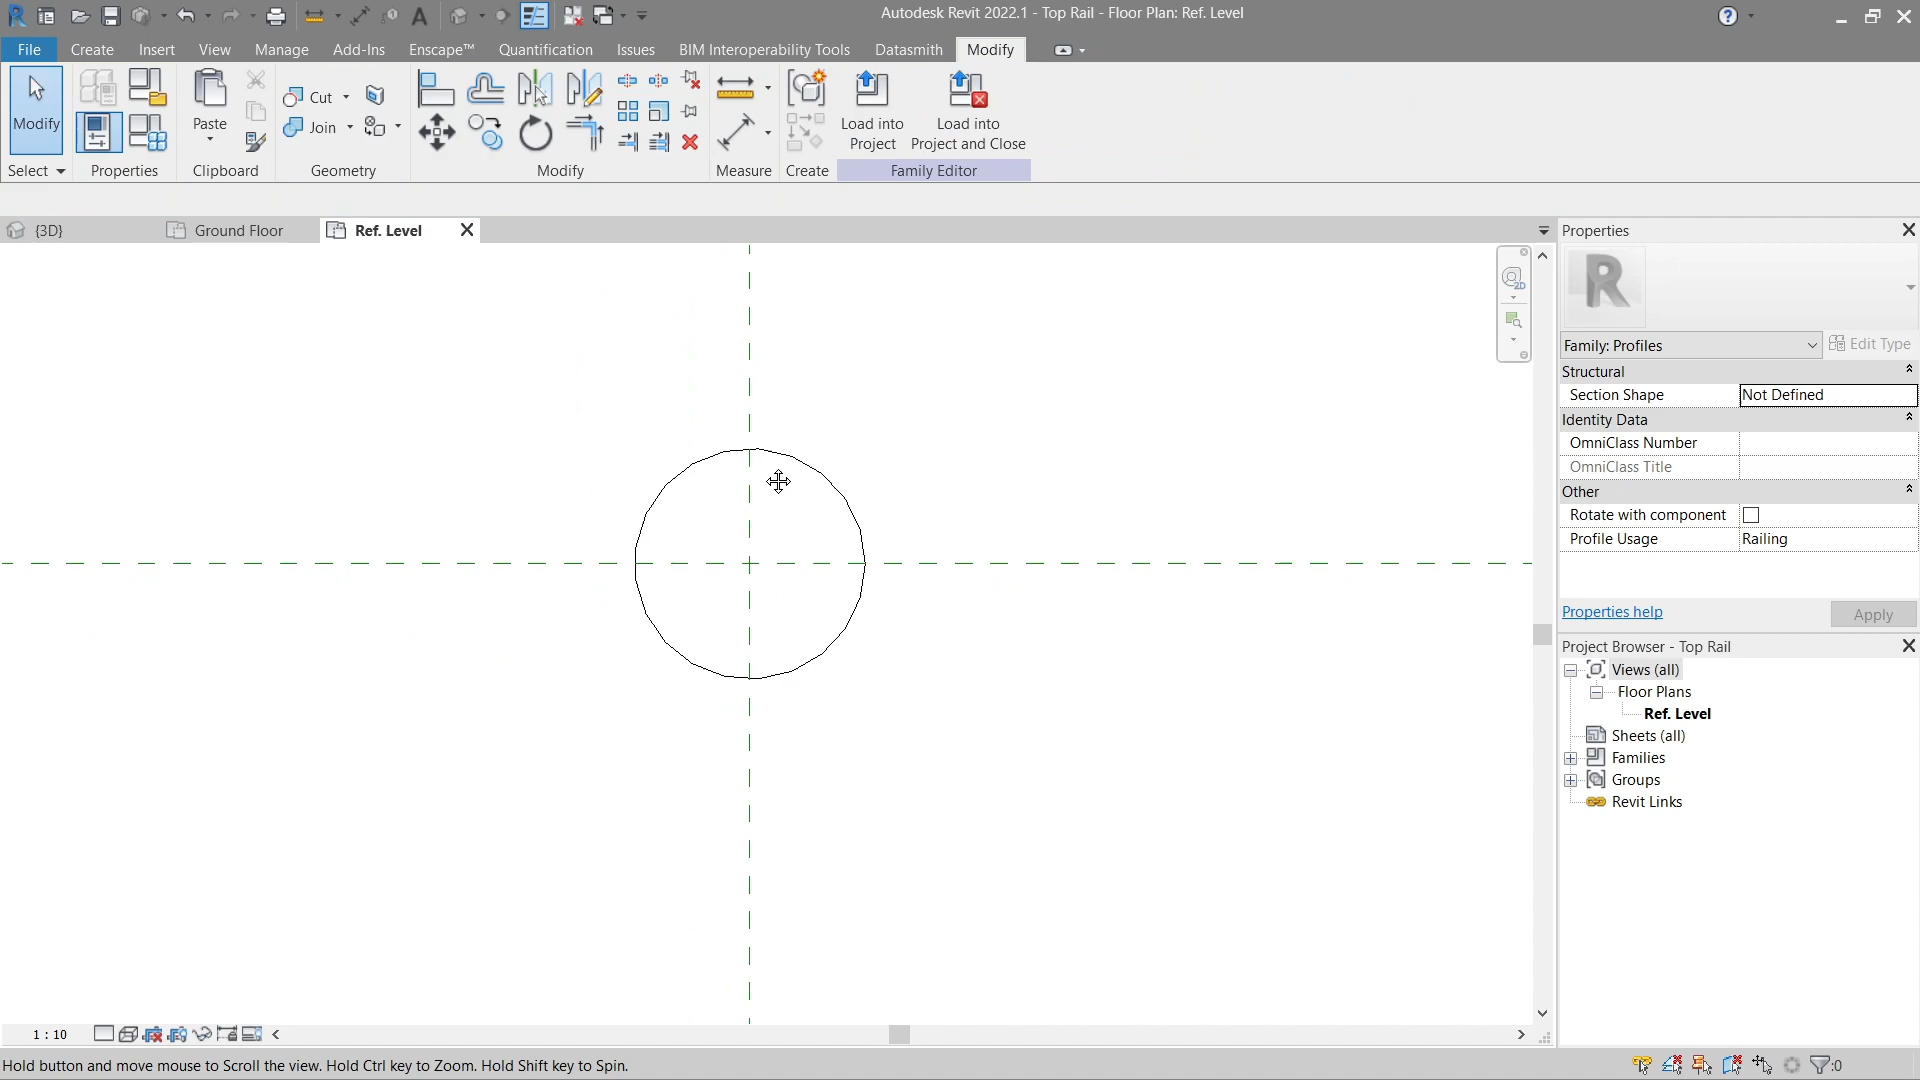 Autodesk Revit 2022.1 - Top Rail - Floor Plan: Ref. Level
File Create Insert View Manage Add-Ins Enscape™ Quantification Issues BIM Interoperability Tools Datasmith Modify
Modify
Paste
Cut
Join
Load into Project
Load into Project and Close
Select Properties Clipboard Geometry Modify Measure Create Family Editor
{3D} Ground Floor Ref. Level
2D
Properties
R
Family: Profiles Edit Type
Structural
Section Shape Not Defined
Identity Data
OmniClass Number
OmniClass Title
Other
Rotate with component
Profile Usage Railing
Properties help Apply
Project Browser - Top Rail
Views (all)
Floor Plans
Ref. Level
Sheets (all)
Families
Groups
Revit Links
1 : 10
Hold button and move mouse to Scroll the view. Hold Ctrl key to Zoom. Hold Shift key to Spin.
:0